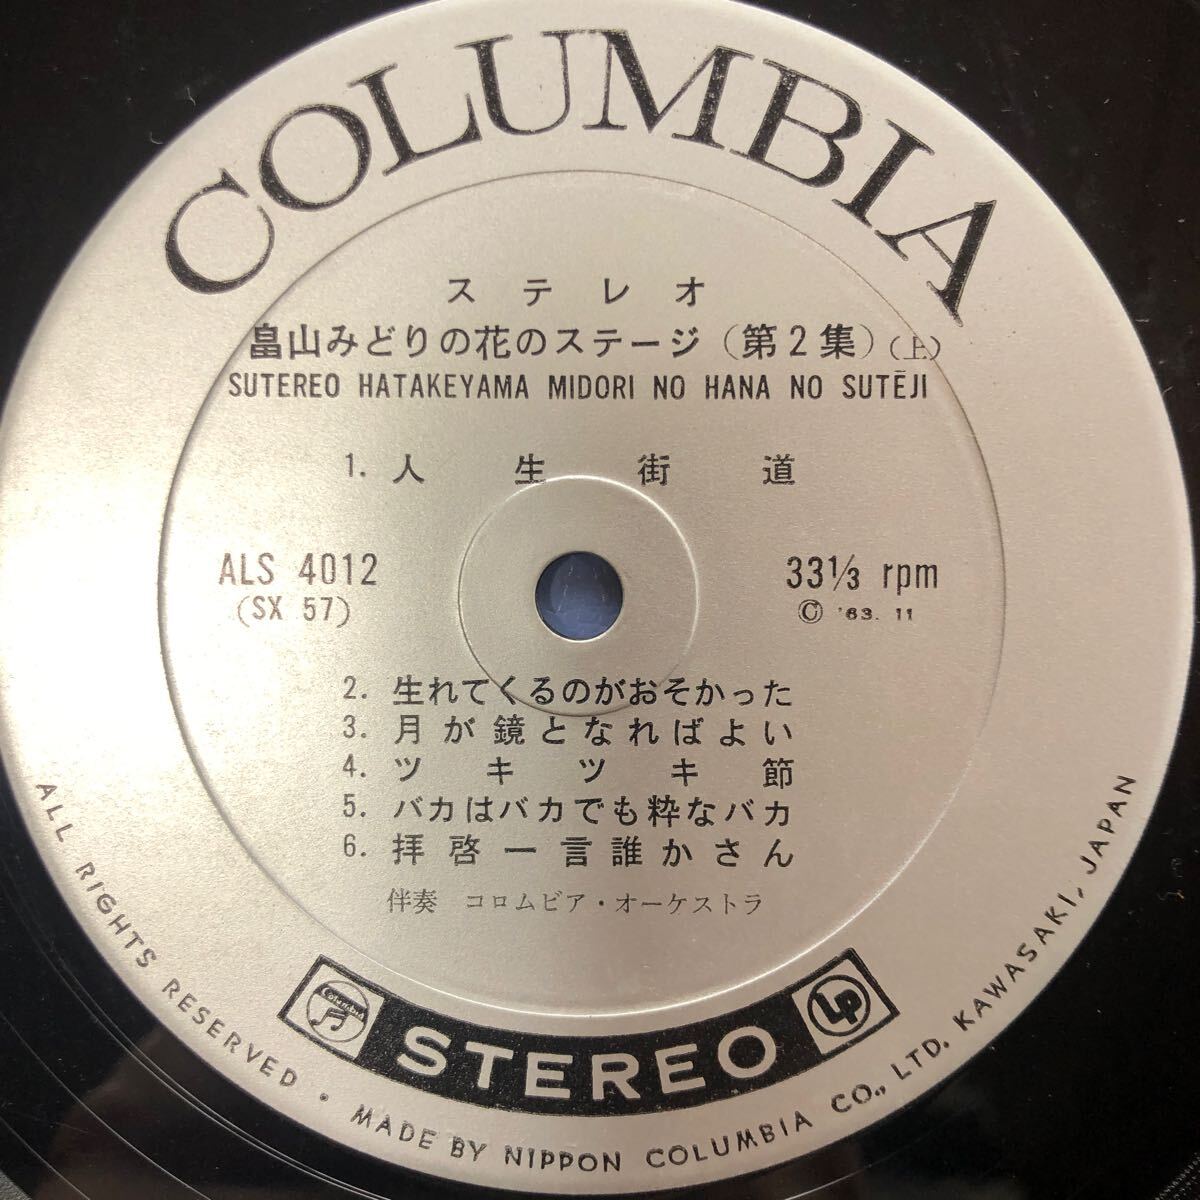 COLUMBIA
ステレオ
畠山みどりの花のステージ（第2集）（上）
SUTEREO HATAKEYAMA MIDORI NO HANA NO SUTĒJI
1. 人生街道
ALS 4012
(SX 57)
33⅓ rpm
Ⓒ '63. 11
2. 生れてくるのがおそかった
3. 月が鏡となればよい
4. ツキツキ節
5. バカはバカでも粋なバカ
6. 拝啓一言誰かさん
伴奏 コロムビア・オーケストラ
Columbia
STEREO
LP
ALL RIGHTS RESERVED · MADE BY NIPPON COLUMBIA CO., LTD. KAWASAKI, JAPAN